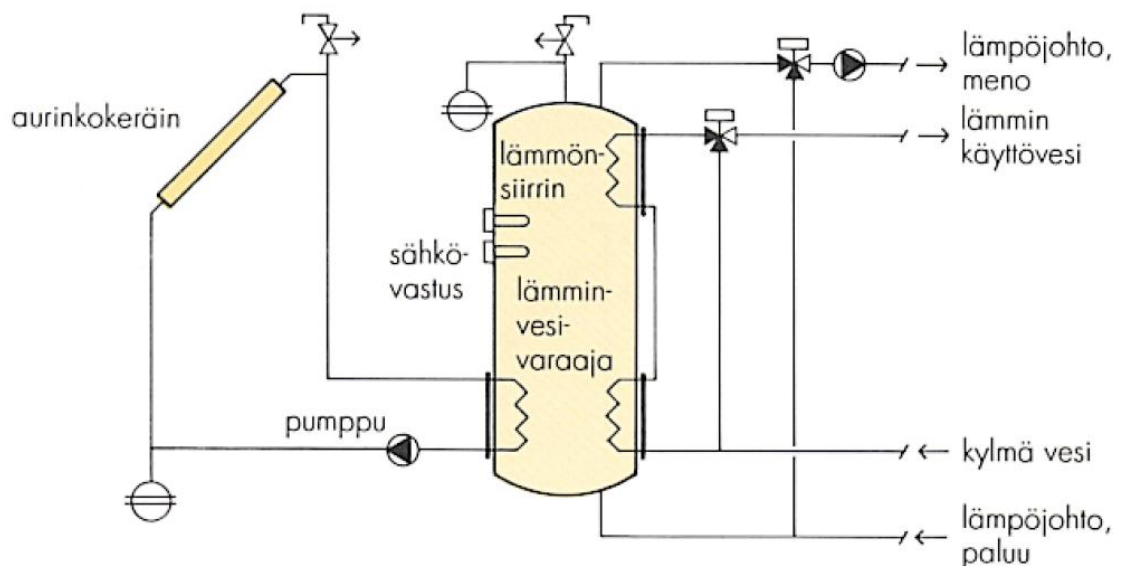 aurinkokeräin
lämmön-
siirrin
sähkö-
vastus
lämmin-
vesi-
varaaja
pumppu
lämpöjohto,
meno
lämmin
käyttövesi
kylmä vesi
lämpöjohto,
paluu